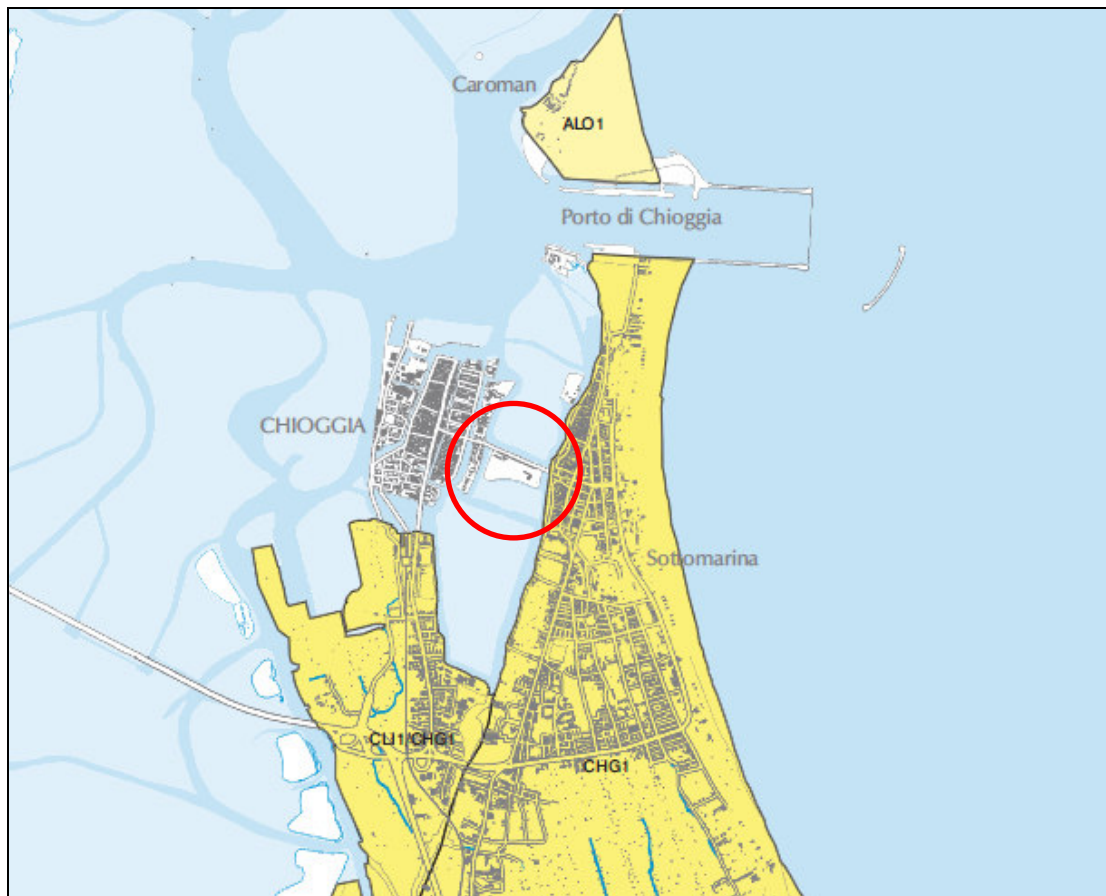 Caroman
ALO1
Porto di Chioggia
CHIOGGIA
Sottomarina
CLI1/CHG1
CHG1